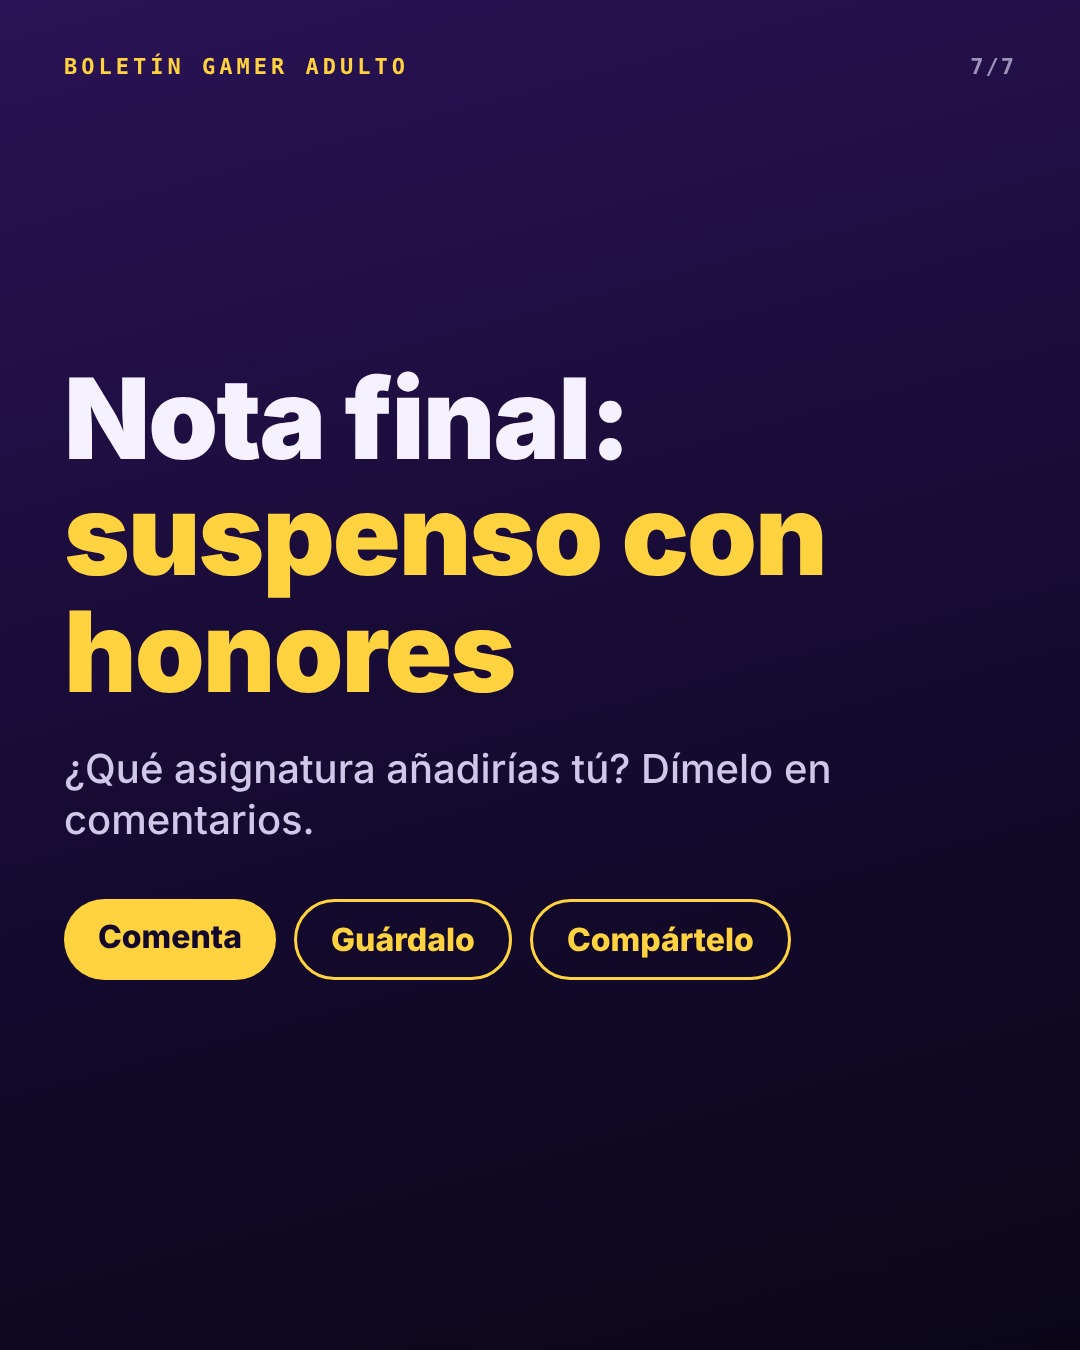 BOLETÍN GAMER ADULTO
7/7
Nota final:
suspenso con
honores
¿Qué asignatura añadirías tú? Dímelo en
comentarios.
Comenta
Guárdalo
Compártelo